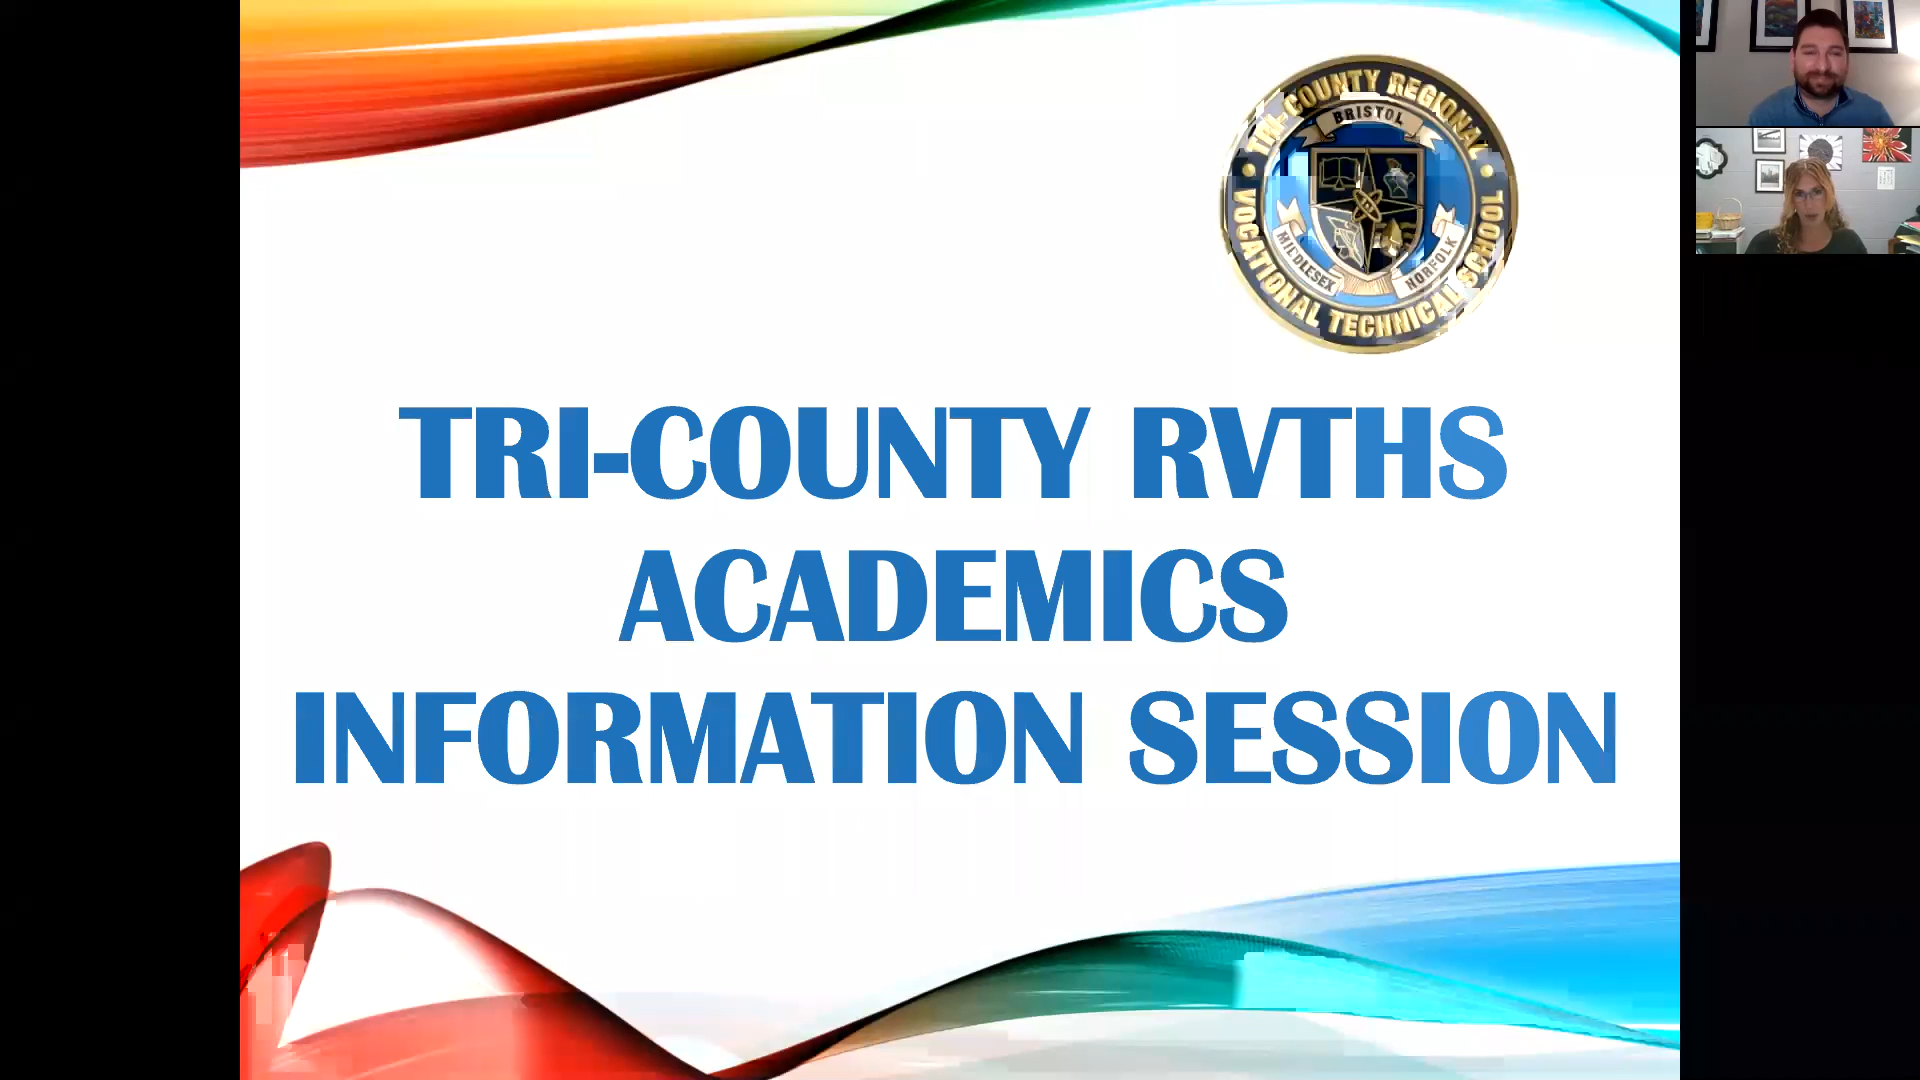 TRI-COUNTY REGIONAL
BRISTOL
MIDDLESEX
NORFOLK
VOCATIONAL TECHNICAL SCHOOL
TRI-COUNTY RVTHS
ACADEMICS
INFORMATION SESSION